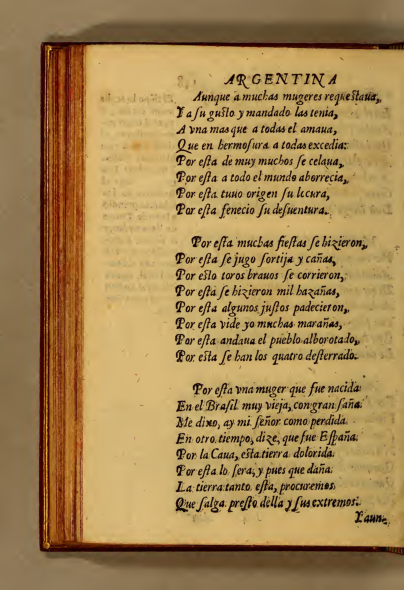 ARGENTINA
Aunque a muchas mugeres requeſtaua,
Y a ſu guſto y mandado las tenia,
A vna mas que a todas el amaua,
Que en hermoſura a todas excedia:
Por eſta de muy muchos ſe celaua,
Por eſta a todo el mundo aborrecia,
Por eſta tuuo origen ſu locura,
Por eſta fenecio ſu deſuentura.
Por eſta muchas fieſtas ſe hizieron,
Por eſta ſe jugo ſortija y cañas,
Por eſto toros brauos ſe corrieron,
Por eſta ſe hizieron mil hazañas,
Por eſta algunos juſtos padecieron,
Por eſta vide yo muchas marañas,
Por eſta andaua el pueblo alborotado,
Por eſta ſe han los quatro deſterrado.
Por eſta vna muger que fue nacida
En el Braſil muy vieja, con gran ſaña
Me dixo, ay mi ſeñor como perdida
En otro tiempo, dize, que fue Eſpaña
Por la Caua, eſta tierra dolorida
Por eſta lo ſera, y pues que daña
La tierra tanto eſta, procuremos
Que ſalga preſto della y ſus extremos.
Yaun-